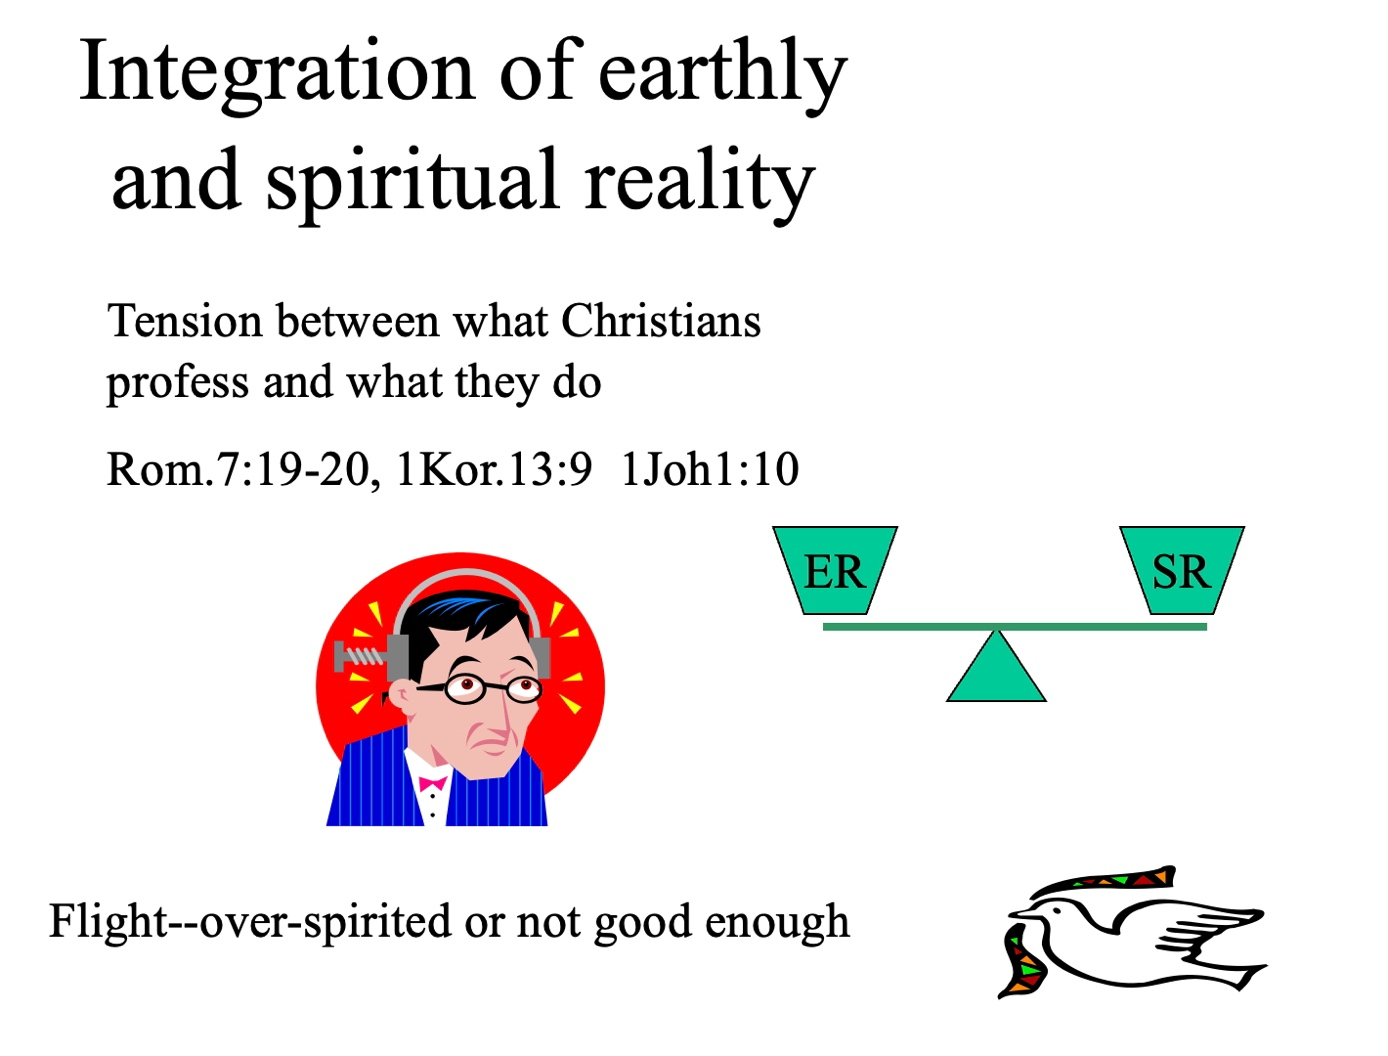 Integration of earthly
and spiritual reality
Tension between what Christians
profess and what they do
Rom.7:19-20, 1Kor.13:9  1Joh1:10
ER
SR
Flight--over-spirited or not good enough